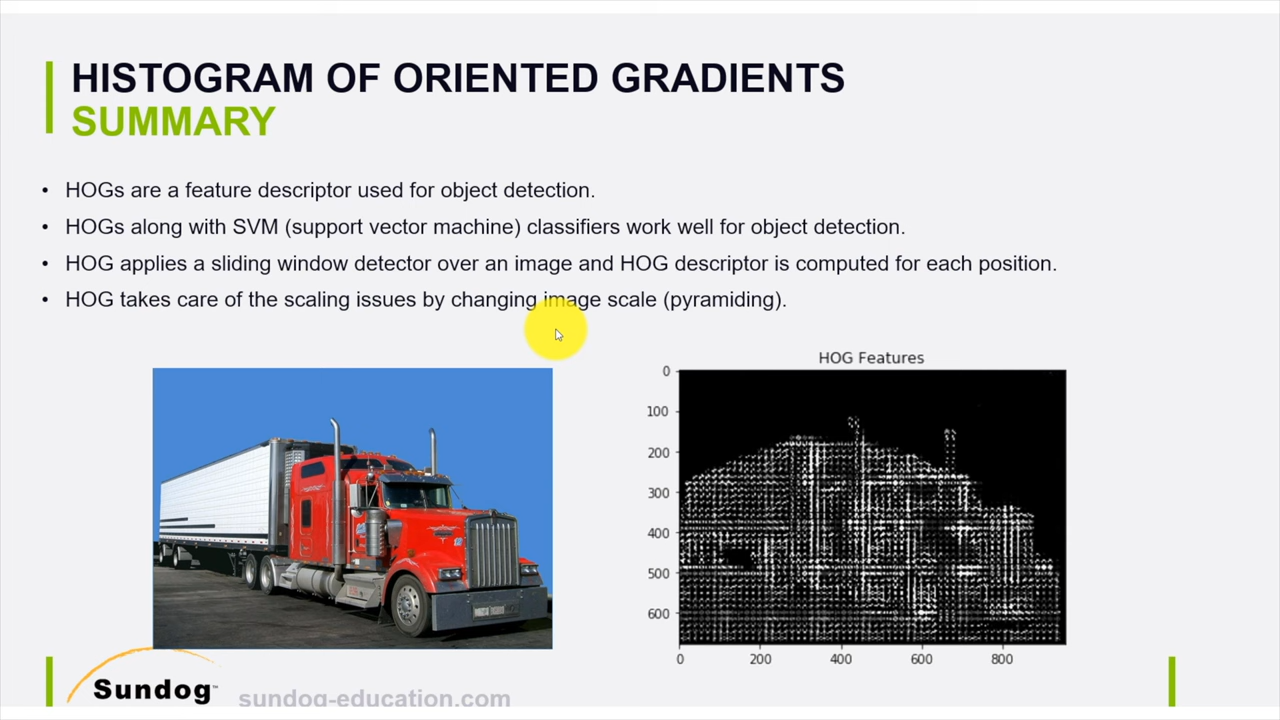 HISTOGRAM OF ORIENTED GRADIENTS
SUMMARY
• HOGs are a feature descriptor used for object detection.
• HOGs along with SVM (support vector machine) classifiers work well for object detection.
• HOG applies a sliding window detector over an image and HOG descriptor is computed for each position.
• HOG takes care of the scaling issues by changing image scale (pyramiding).
HOG Features
0
100
200
300
400
500
600
0 200 400 600 800
Sundog™
sundog-education.com